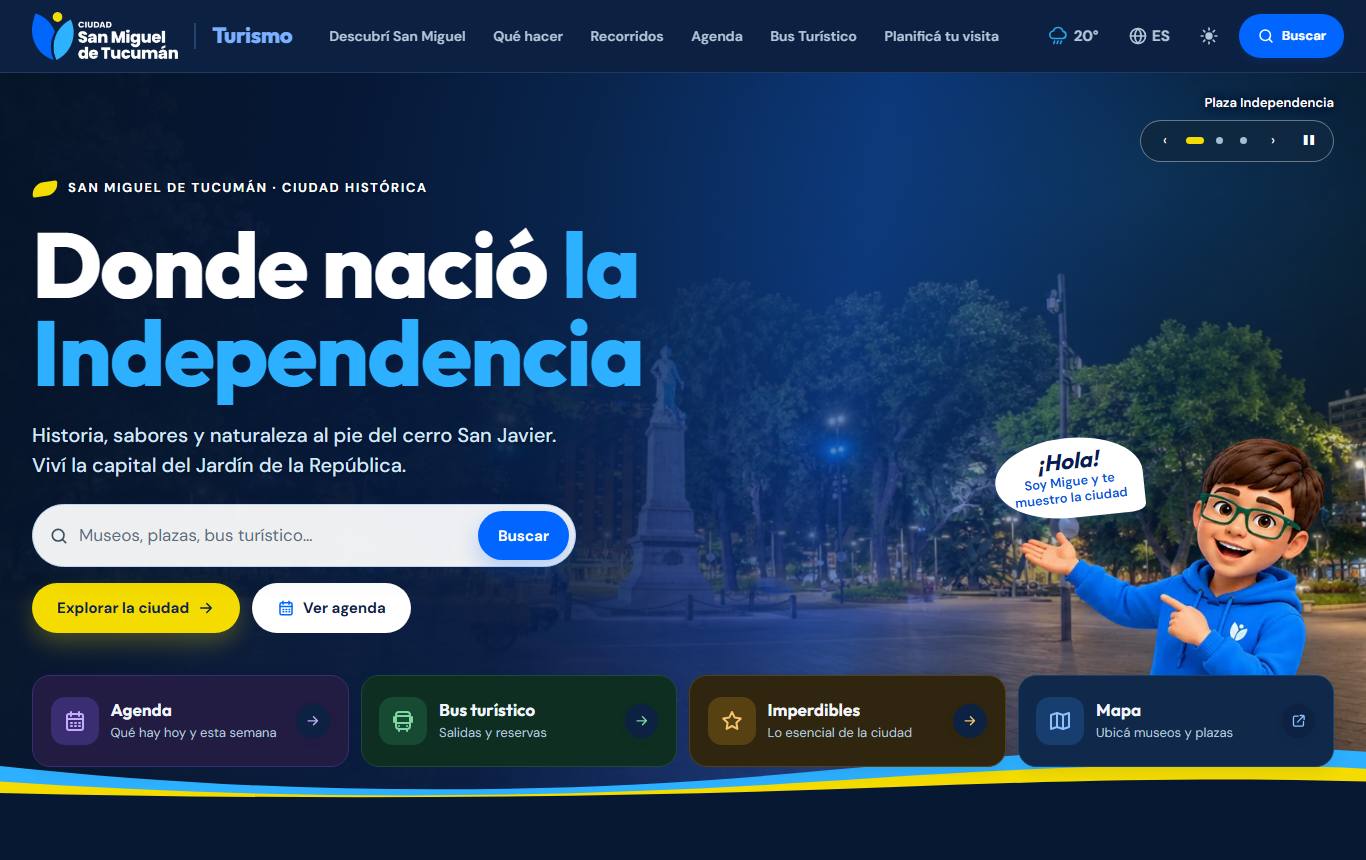 CIUDAD
San Miguel
de Tucumán
Turismo
Descubrí San Miguel
Qué hacer
Recorridos
Agenda
Bus Turístico
Planificá tu visita
20°
ES
Buscar
Plaza Independencia
SAN MIGUEL DE TUCUMÁN · CIUDAD HISTÓRICA
Donde nació la
Independencia
Historia, sabores y naturaleza al pie del cerro San Javier.
Viví la capital del Jardín de la República.
Museos, plazas, bus turístico...
Buscar
Explorar la ciudad
Ver agenda
¡Hola!
Soy Migue y te
muestro la ciudad
Agenda
Qué hay hoy y esta semana
Bus turístico
Salidas y reservas
Imperdibles
Lo esencial de la ciudad
Mapa
Ubicá museos y plazas